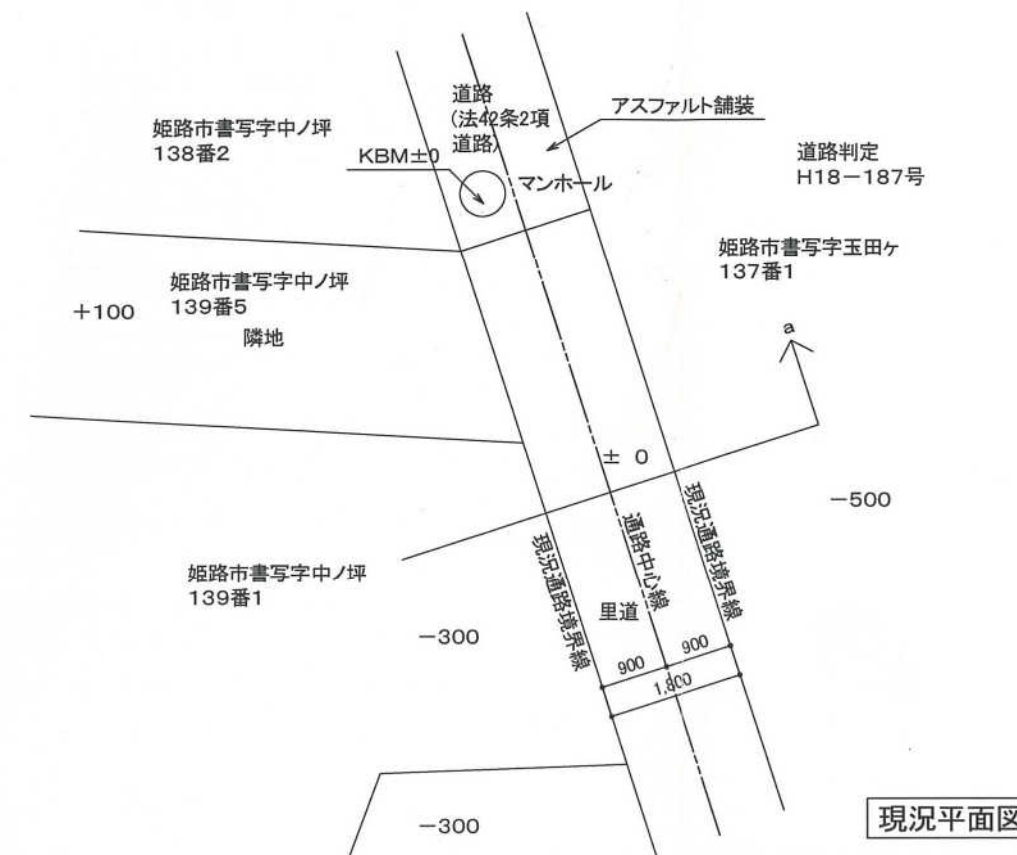 道路
(法42条2項
道路)
アスファルト舗装
姫路市書写字中ノ坪
138番2
KBM±0
マンホール
道路判定
H18－187号
姫路市書写字玉田ヶ
137番1
姫路市書写字中ノ坪
139番5
+100
隣地
a
± 0
－500
現況通路境界線
通路中心線
現況通路境界線
姫路市書写字中ノ坪
139番1
里道
－300
900
900
1,800
－300
現況平面図